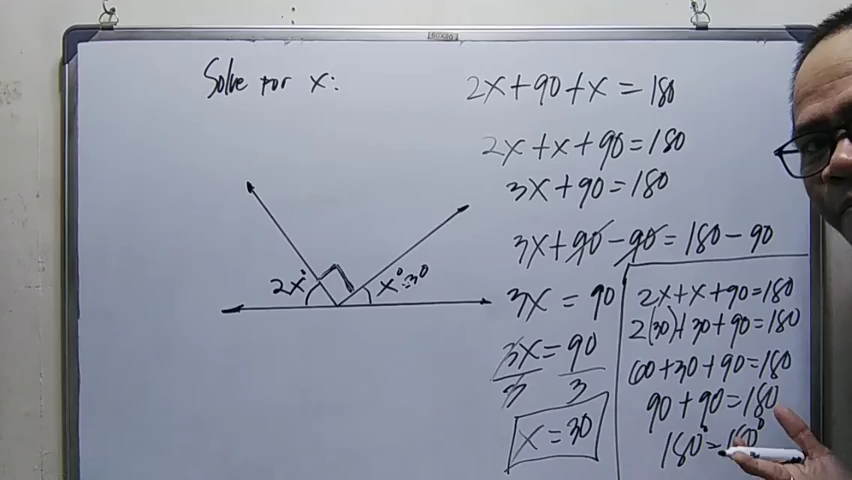 Solve for x:
2x+90+x=180
2x+x+90=180
3x+90=180
3x+90-90=180-90
3x=90
3x=90
3 3
x=30
2x°
x°=30
2x+x+90=180
2(30)+30+90=180
60+30+90=180
90+90=180
180°=180°